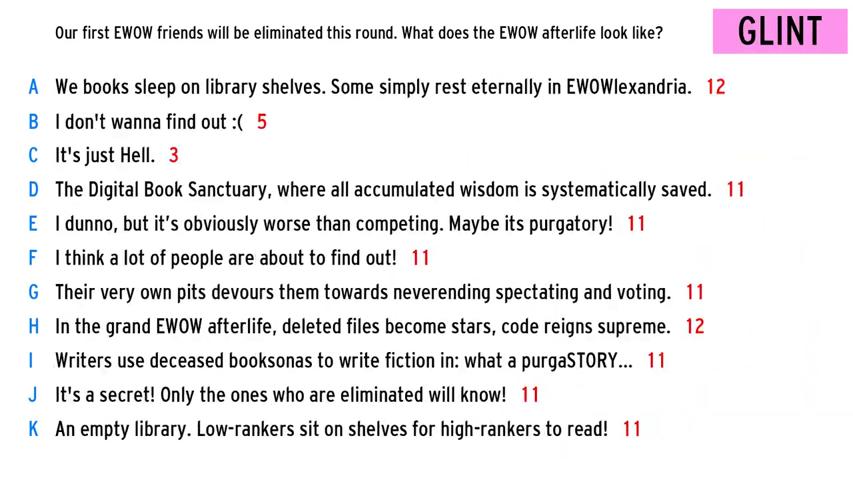 Our first EWOW friends will be eliminated this round. What does the EWOW afterlife look like?
GLINT
A We books sleep on library shelves. Some simply rest eternally in EWOWlexandria. 12
B I don't wanna find out :( 5
C It's just Hell. 3
D The Digital Book Sanctuary, where all accumulated wisdom is systematically saved. 11
E I dunno, but it’s obviously worse than competing. Maybe its purgatory! 11
F I think a lot of people are about to find out! 11
G Their very own pits devours them towards neverending spectating and voting. 11
H In the grand EWOW afterlife, deleted files become stars, code reigns supreme. 12
I Writers use deceased booksonas to write fiction in: what a purgaSTORY... 11
J It's a secret! Only the ones who are eliminated will know! 11
K An empty library. Low-rankers sit on shelves for high-rankers to read! 11